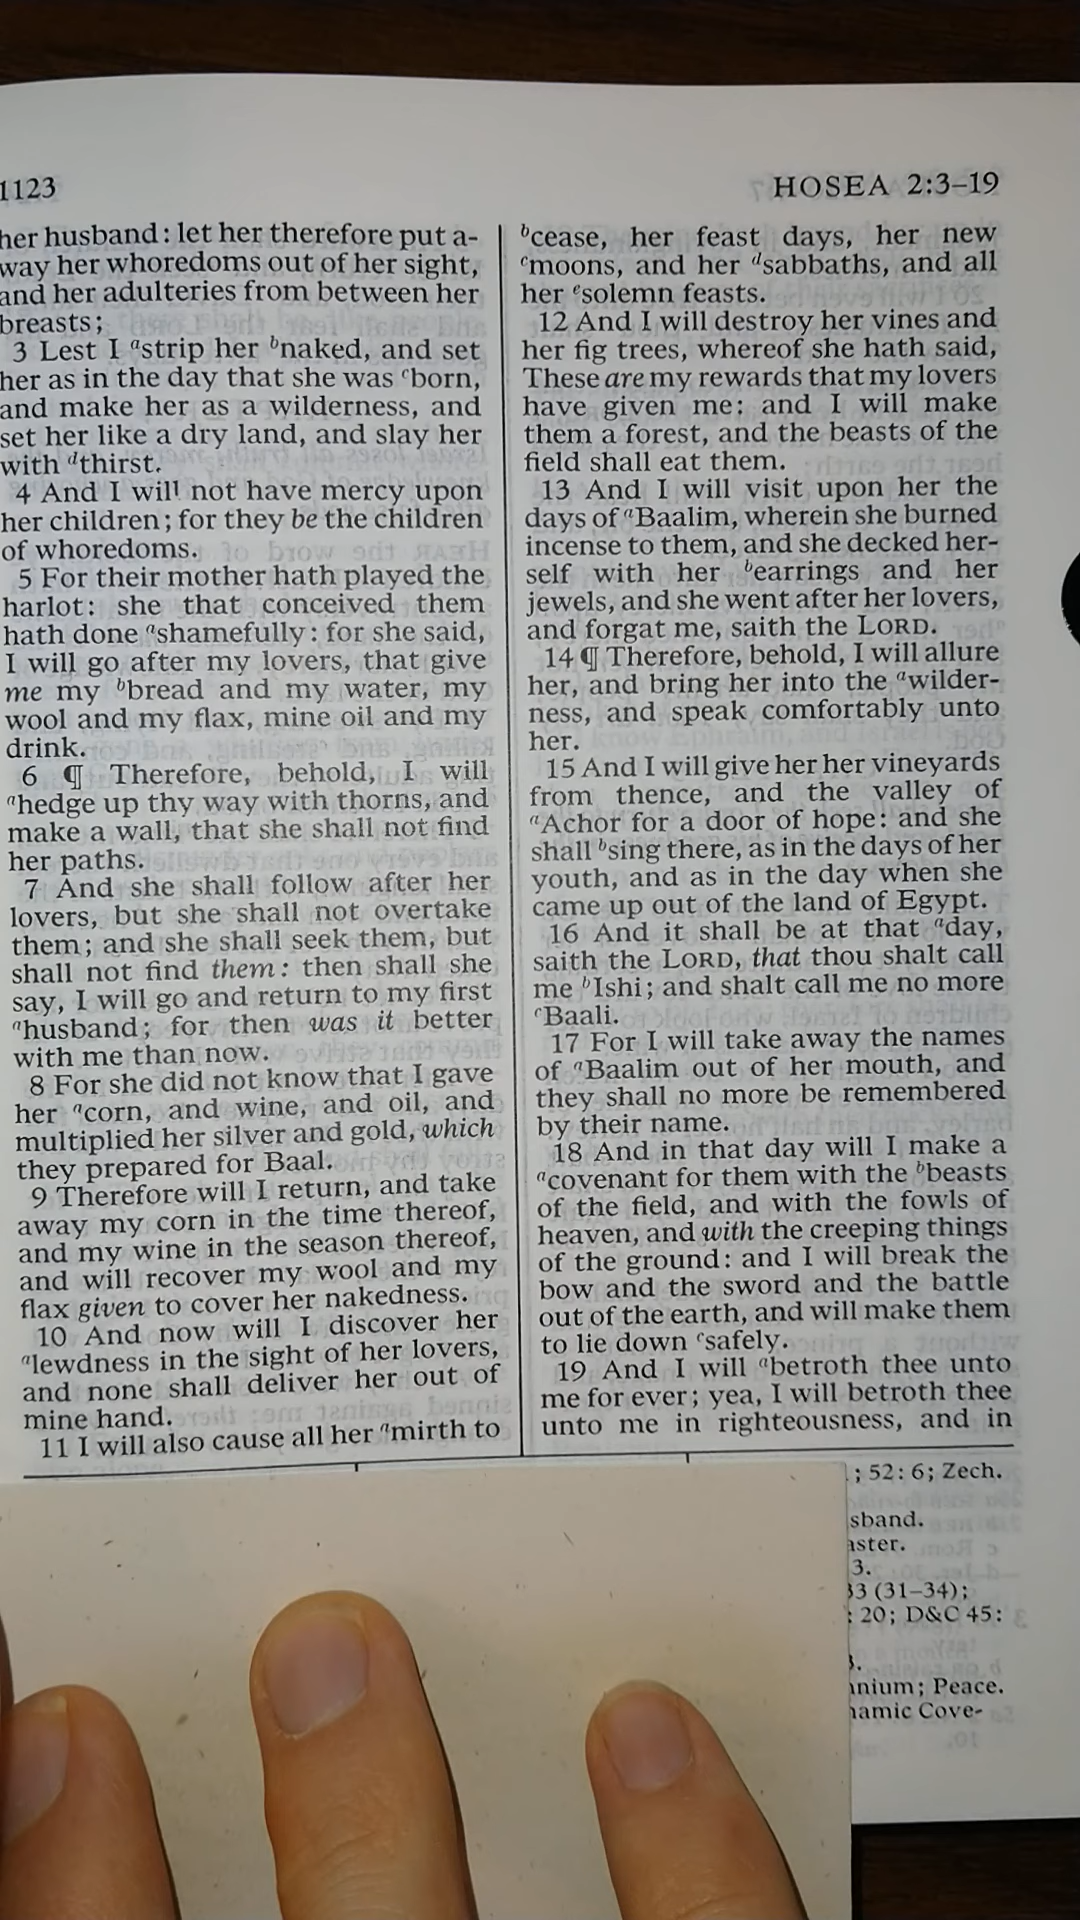 1123
HOSEA 2:3–19
her husband: let her therefore put a-
way her whoredoms out of her sight,
and her adulteries from between her
breasts;
3 Lest I astrip her bnaked, and set
her as in the day that she was cborn,
and make her as a wilderness, and
set her like a dry land, and slay her
with dthirst.
4 And I will not have mercy upon
her children; for they be the children
of whoredoms.
5 For their mother hath played the
harlot: she that conceived them
hath done ashamefully: for she said,
I will go after my lovers, that give
me my bbread and my water, my
wool and my flax, mine oil and my
drink.
6 ¶ Therefore, behold, I will
ahedge up thy way with thorns, and
make a wall, that she shall not find
her paths.
7 And she shall follow after her
lovers, but she shall not overtake
them; and she shall seek them, but
shall not find them: then shall she
say, I will go and return to my first
ahusband; for then was it better
with me than now.
8 For she did not know that I gave
her acorn, and wine, and oil, and
multiplied her silver and gold, which
they prepared for Baal.
9 Therefore will I return, and take
away my corn in the time thereof,
and my wine in the season thereof,
and will recover my wool and my
flax given to cover her nakedness.
10 And now will I discover her
alewdness in the sight of her lovers,
and none shall deliver her out of
mine hand.
11 I will also cause all her amirth to
bcease, her feast days, her new
cmoons, and her dsabbaths, and all
her esolemn feasts.
12 And I will destroy her vines and
her fig trees, whereof she hath said,
These are my rewards that my lovers
have given me: and I will make
them a forest, and the beasts of the
field shall eat them.
13 And I will visit upon her the
days of aBaalim, wherein she burned
incense to them, and she decked her-
self with her bearrings and her
jewels, and she went after her lovers,
and forgat me, saith the LORD.
14 ¶ Therefore, behold, I will allure
her, and bring her into the awilder-
ness, and speak comfortably unto
her.
15 And I will give her her vineyards
from thence, and the valley of
aAchor for a door of hope: and she
shall bsing there, as in the days of her
youth, and as in the day when she
came up out of the land of Egypt.
16 And it shall be at that aday,
saith the LORD, that thou shalt call
me bIshi; and shalt call me no more
cBaali.
17 For I will take away the names
of aBaalim out of her mouth, and
they shall no more be remembered
by their name.
18 And in that day will I make a
acovenant for them with the bbeasts
of the field, and with the fowls of
heaven, and with the creeping things
of the ground: and I will break the
bow and the sword and the battle
out of the earth, and will make them
to lie down csafely.
19 And I will abetroth thee unto
me for ever; yea, I will betroth thee
unto me in righteousness, and in
; 52: 6; Zech.
sband.
aster.
3.
33 (31–34);
: 20; D&C 45:
nium; Peace.
namic Cove-